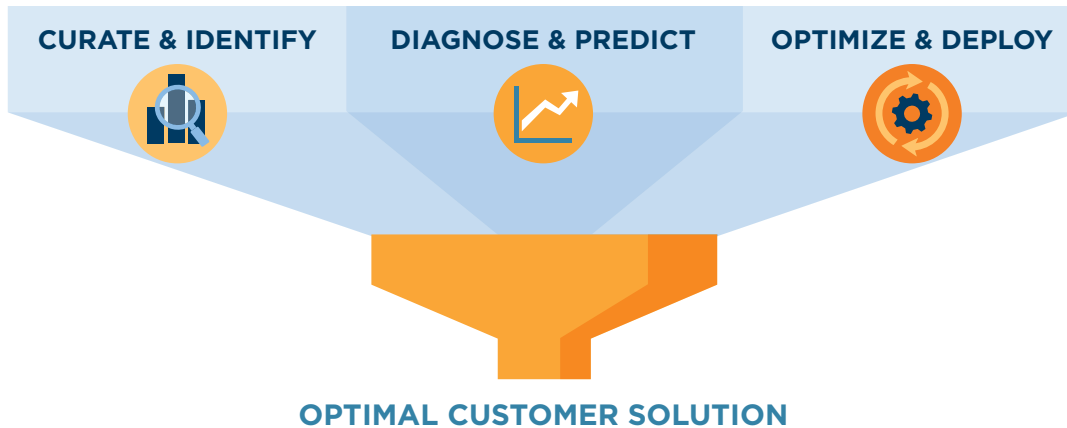 CURATE & IDENTIFY
DIAGNOSE & PREDICT
OPTIMIZE & DEPLOY
OPTIMAL CUSTOMER SOLUTION